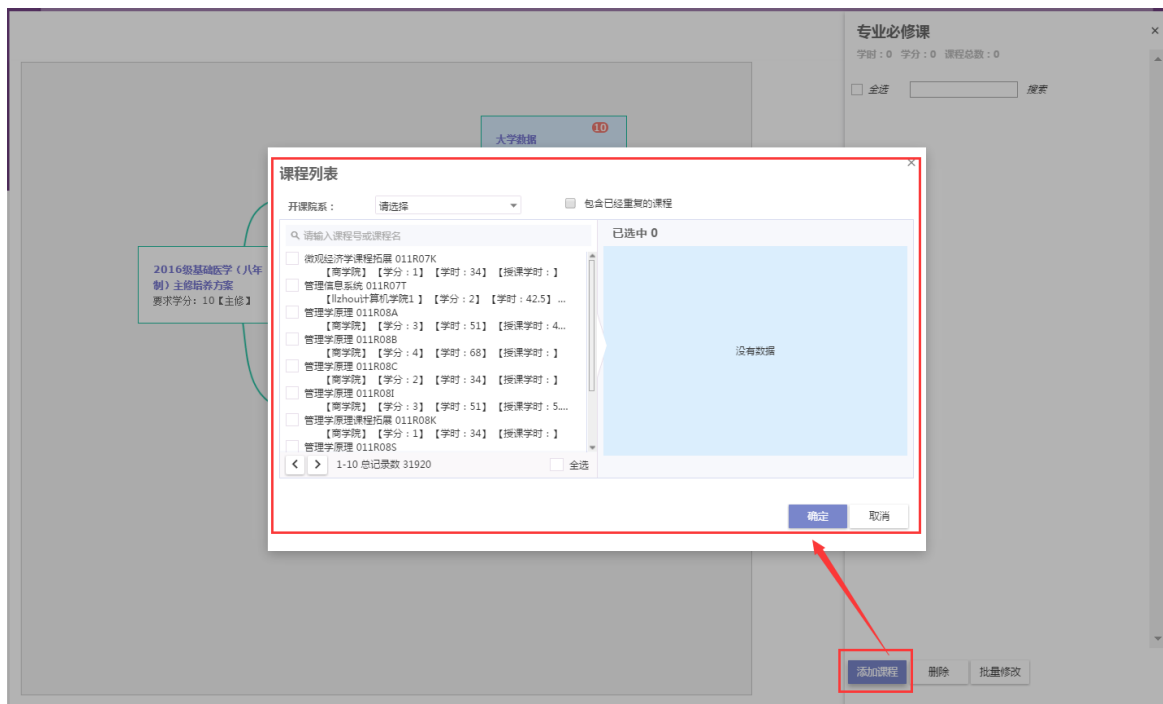 专业必修课
×
学时：0 学分：0 课程总数：0
全选 搜索
10
大学数据
2016级基础医学（八年
制）主修培养方案
要求学分: 10【主修】
课程列表
×
开课院系： 请选择 包含已经重复的课程
请输入课程号或课程名
已选中 0
微观经济学课程拓展 011R07K
【商学院】【学分：1】【学时：34】【授课学时：】
管理信息系统 011R07T
【llzhou计算机学院1 】【学分：2】【学时：42.5】...
管理学原理 011R08A
【商学院】【学分：3】【学时：51】【授课学时：4...
管理学原理 011R08B
【商学院】【学分：4】【学时：68】【授课学时：】
管理学原理 011R08C
【商学院】【学分：2】【学时：34】【授课学时：】
管理学原理 011R08I
【商学院】【学分：3】【学时：51】【授课学时：5....
管理学原理课程拓展 011R08K
【商学院】【学分：1】【学时：34】【授课学时：】
管理学原理 011R08S
没有数据
1-10 总记录数 31920 全选
确定 取消
添加课程 删除 批量修改